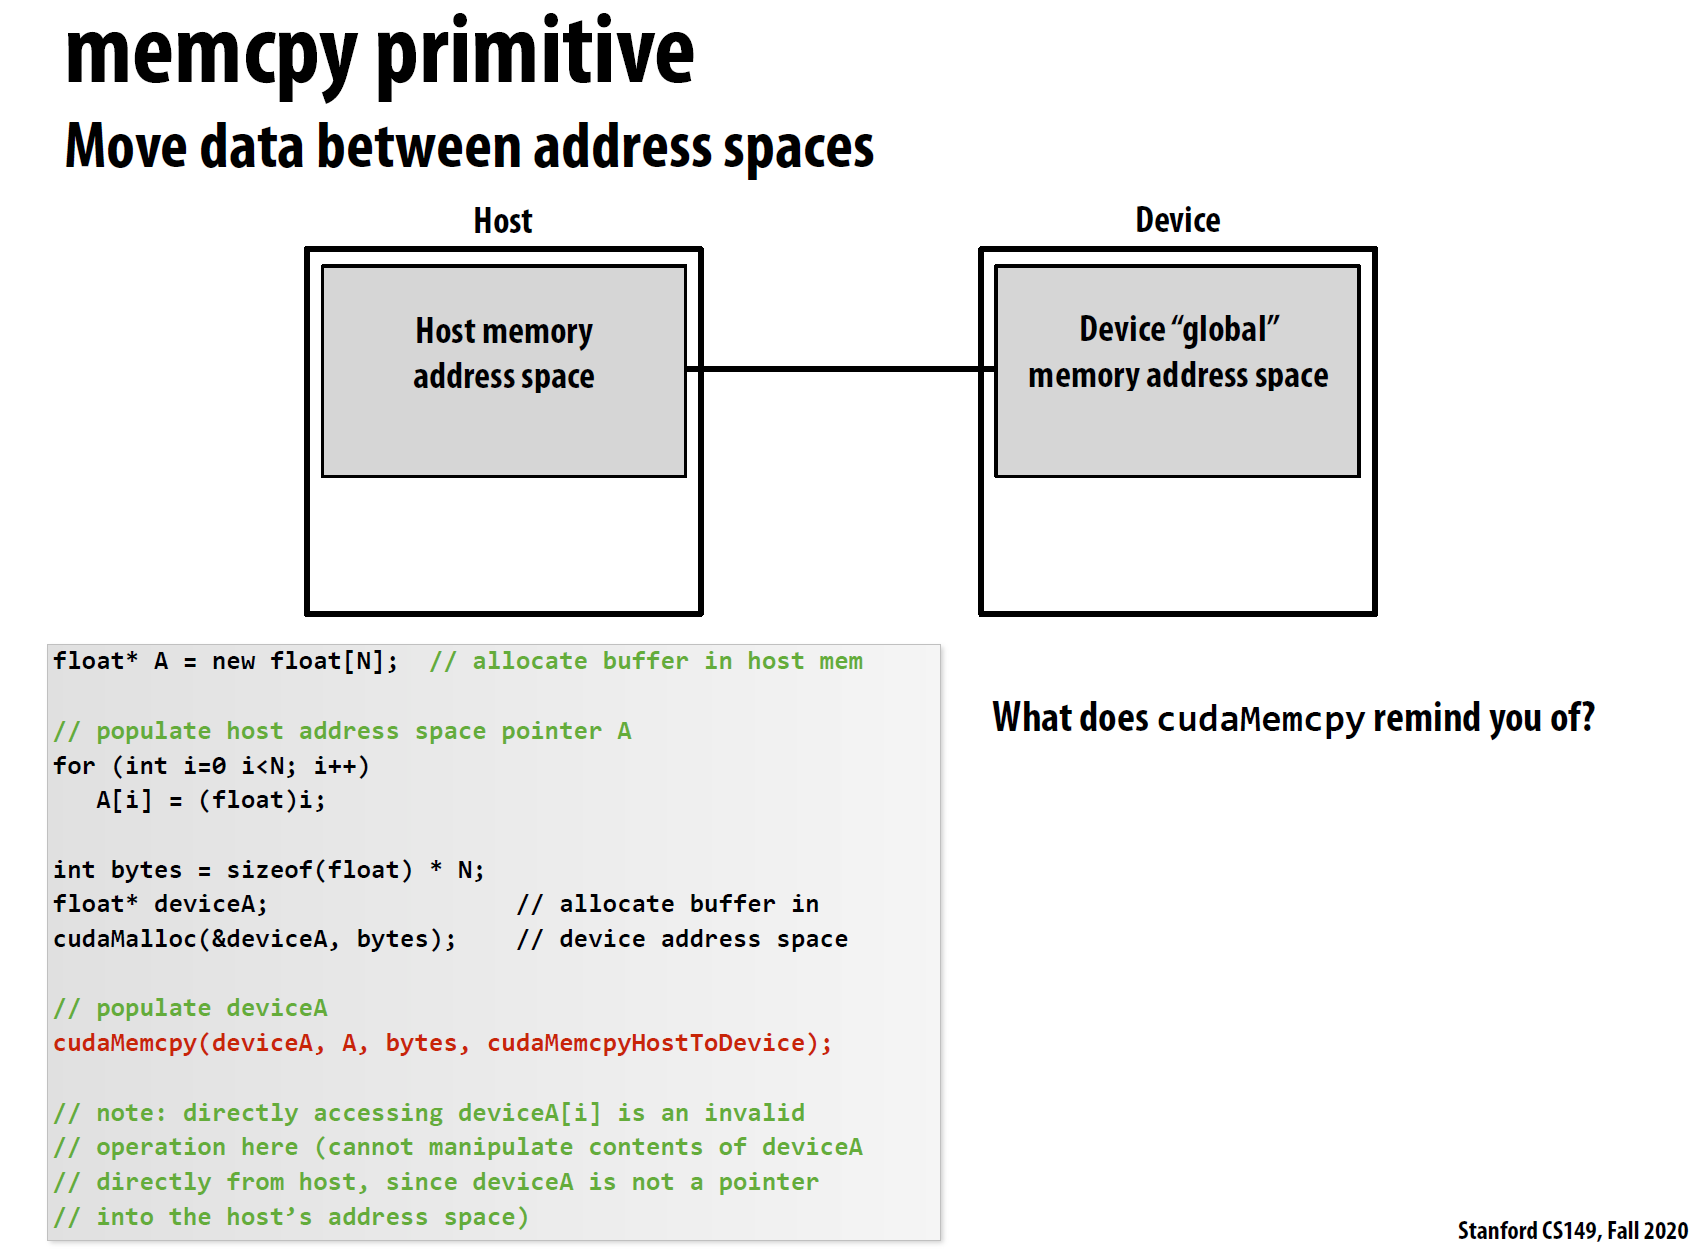 memcpy primitive
Move data between address spaces
Host
Device
Host memory
address space
Device “global”
memory address space
float* A = new float[N];  // allocate buffer in host mem
// populate host address space pointer A
for (int i=0 i<N; i++)
   A[i] = (float)i;
int bytes = sizeof(float) * N;
float* deviceA;                 // allocate buffer in
cudaMalloc(&deviceA, bytes);    // device address space
// populate deviceA
cudaMemcpy(deviceA, A, bytes, cudaMemcpyHostToDevice);
// note: directly accessing deviceA[i] is an invalid
// operation here (cannot manipulate contents of deviceA
// directly from host, since deviceA is not a pointer
// into the host’s address space)
What does cudaMemcpy remind you of?
Stanford CS149, Fall 2020